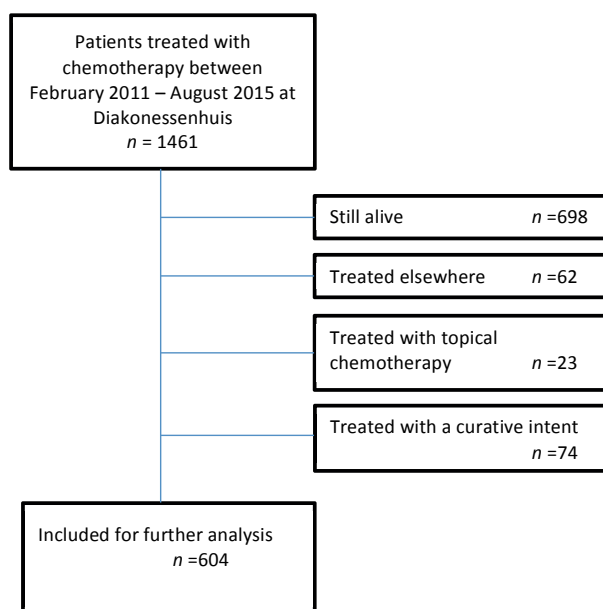 Patients treated with
chemotherapy between
February 2011 – August 2015 at
Diakonessenhuis
n = 1461
Still alive n =698
Treated elsewhere n =62
Treated with topical
chemotherapy n =23
Treated with a curative intent
n =74
Included for further analysis
n =604